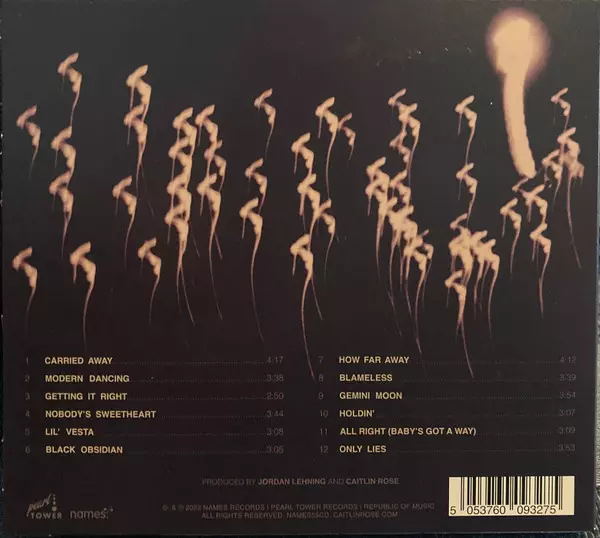 1 CARRIED AWAY 4:17
2 MODERN DANCING 3:38
3 GETTING IT RIGHT 2:50
4 NOBODY'S SWEETHEART 3:44
5 LIL' VESTA 3:08
6 BLACK OBSIDIAN 3:05
7 HOW FAR AWAY 4:12
8 BLAMELESS 3:39
9 GEMINI MOON 3:54
10 HOLDIN' 3:07
11 ALL RIGHT (BABY'S GOT A WAY) 3:09
12 ONLY LIES 3:53
PRODUCED BY JORDAN LEHNING AND CAITLIN ROSE
pearl TOWER
names:
℗ & © 2022 NAMES RECORDS | PEARL TOWER RECORDS | REPUBLIC OF MUSIC
ALL RIGHTS RESERVED. NAMES65CD. CAITLINROSE.COM
5 053760 093275